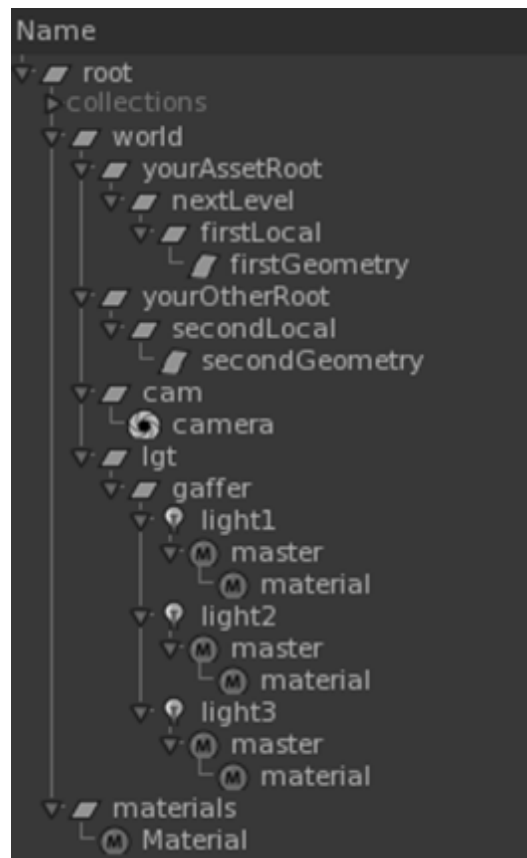 Name
root
collections
world
yourAssetRoot
nextLevel
firstLocal
firstGeometry
yourOtherRoot
secondLocal
secondGeometry
cam
camera
lgt
gaffer
light1
master
material
light2
master
material
light3
master
material
materials
Material